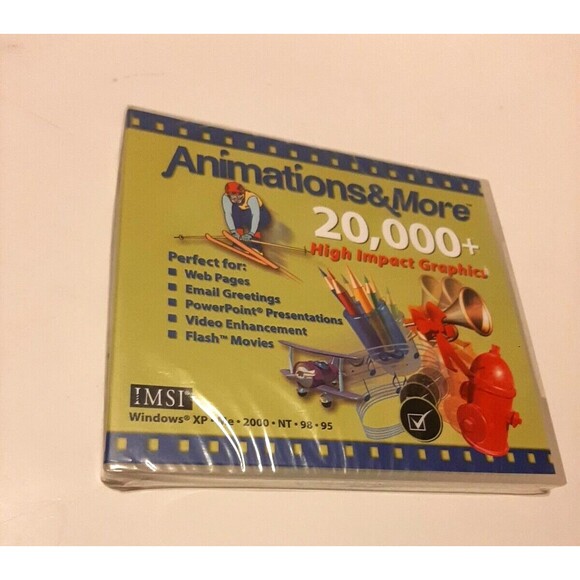 Animations&More™
20,000+
High Impact Graphics
Perfect for:
Web Pages
Email Greetings
PowerPoint® Presentations
Video Enhancement
Flash™ Movies
IMSI
Windows® XP • Me • 2000 • NT • 98 • 95